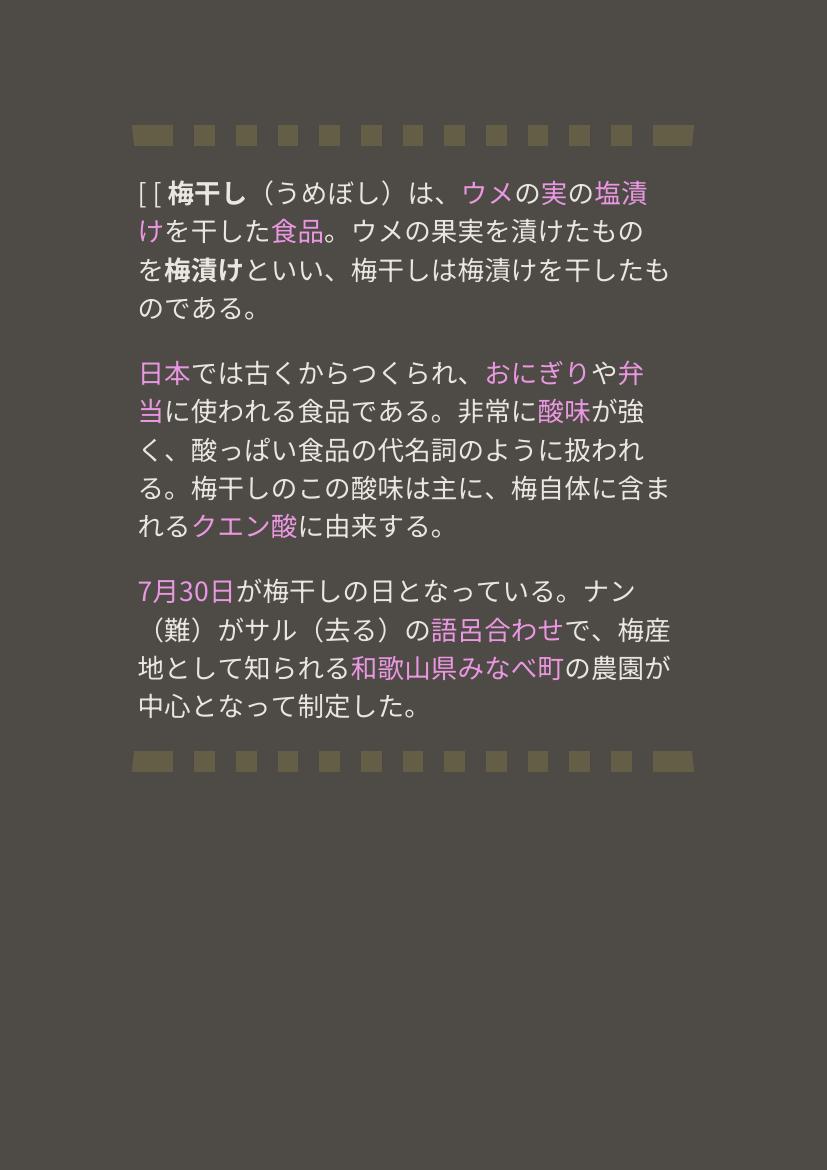 [ [ 梅干し（うめぼし）は、ウメの実の塩漬
けを干した食品。ウメの果実を漬けたもの
を梅漬けといい、梅干しは梅漬けを干したも
のである。
日本では古くからつくられ、おにぎりや弁
当に使われる食品である。非常に酸味が強
く、酸っぱい食品の代名詞のように扱われ
る。梅干しのこの酸味は主に、梅自体に含ま
れるクエン酸に由来する。
7月30日が梅干しの日となっている。ナン
（難）がサル（去る）の語呂合わせで、梅産
地として知られる和歌山県みなべ町の農園が
中心となって制定した。